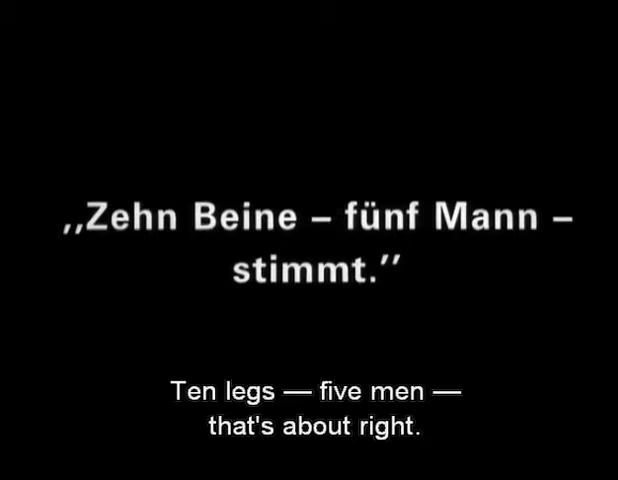 ,,Zehn Beine – fünf Mann –
stimmt.”
Ten legs — five men —
that's about right.